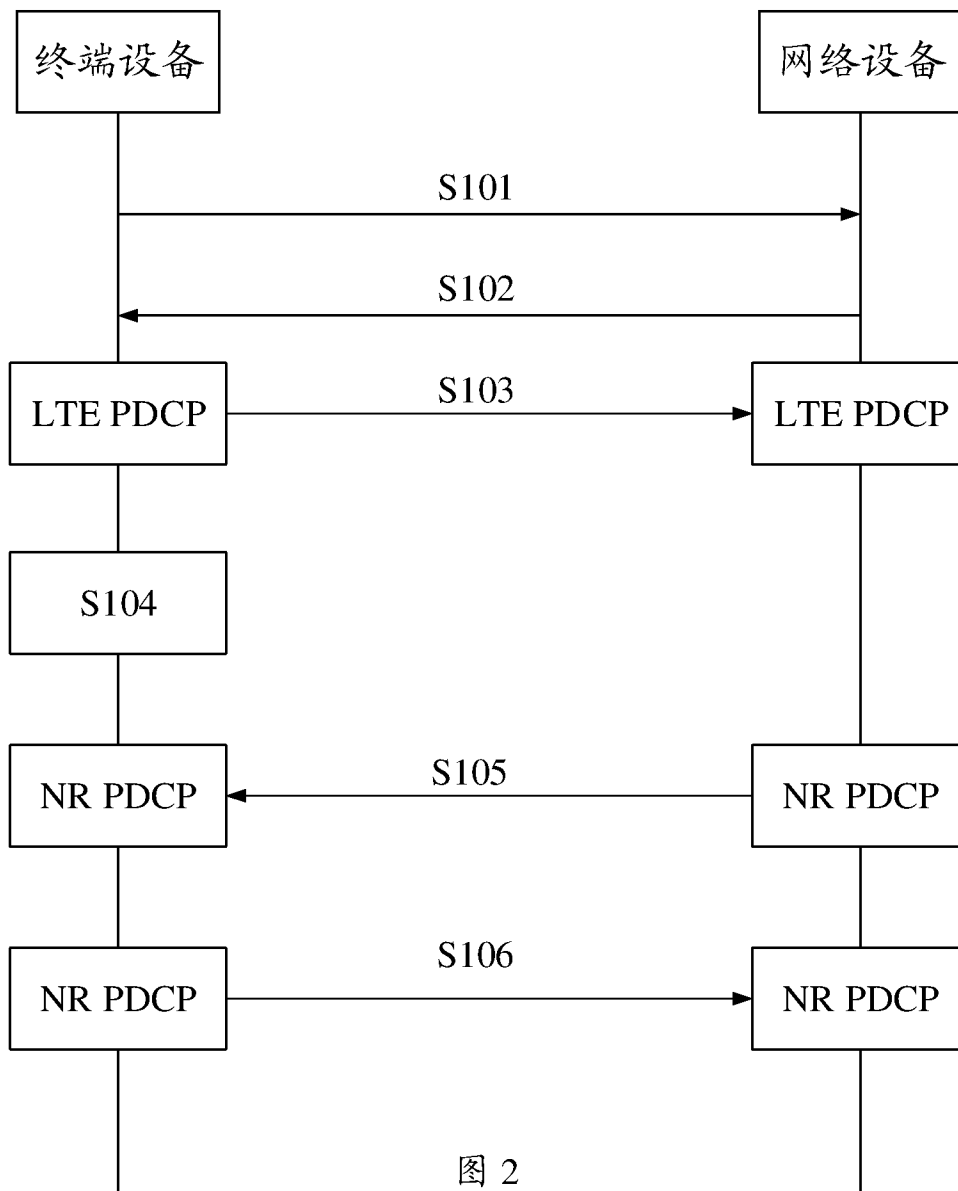 终端设备
网络设备
S101
S102
LTE PDCP
S103
LTE PDCP
S104
NR PDCP
S105
NR PDCP
NR PDCP
S106
NR PDCP
图 2